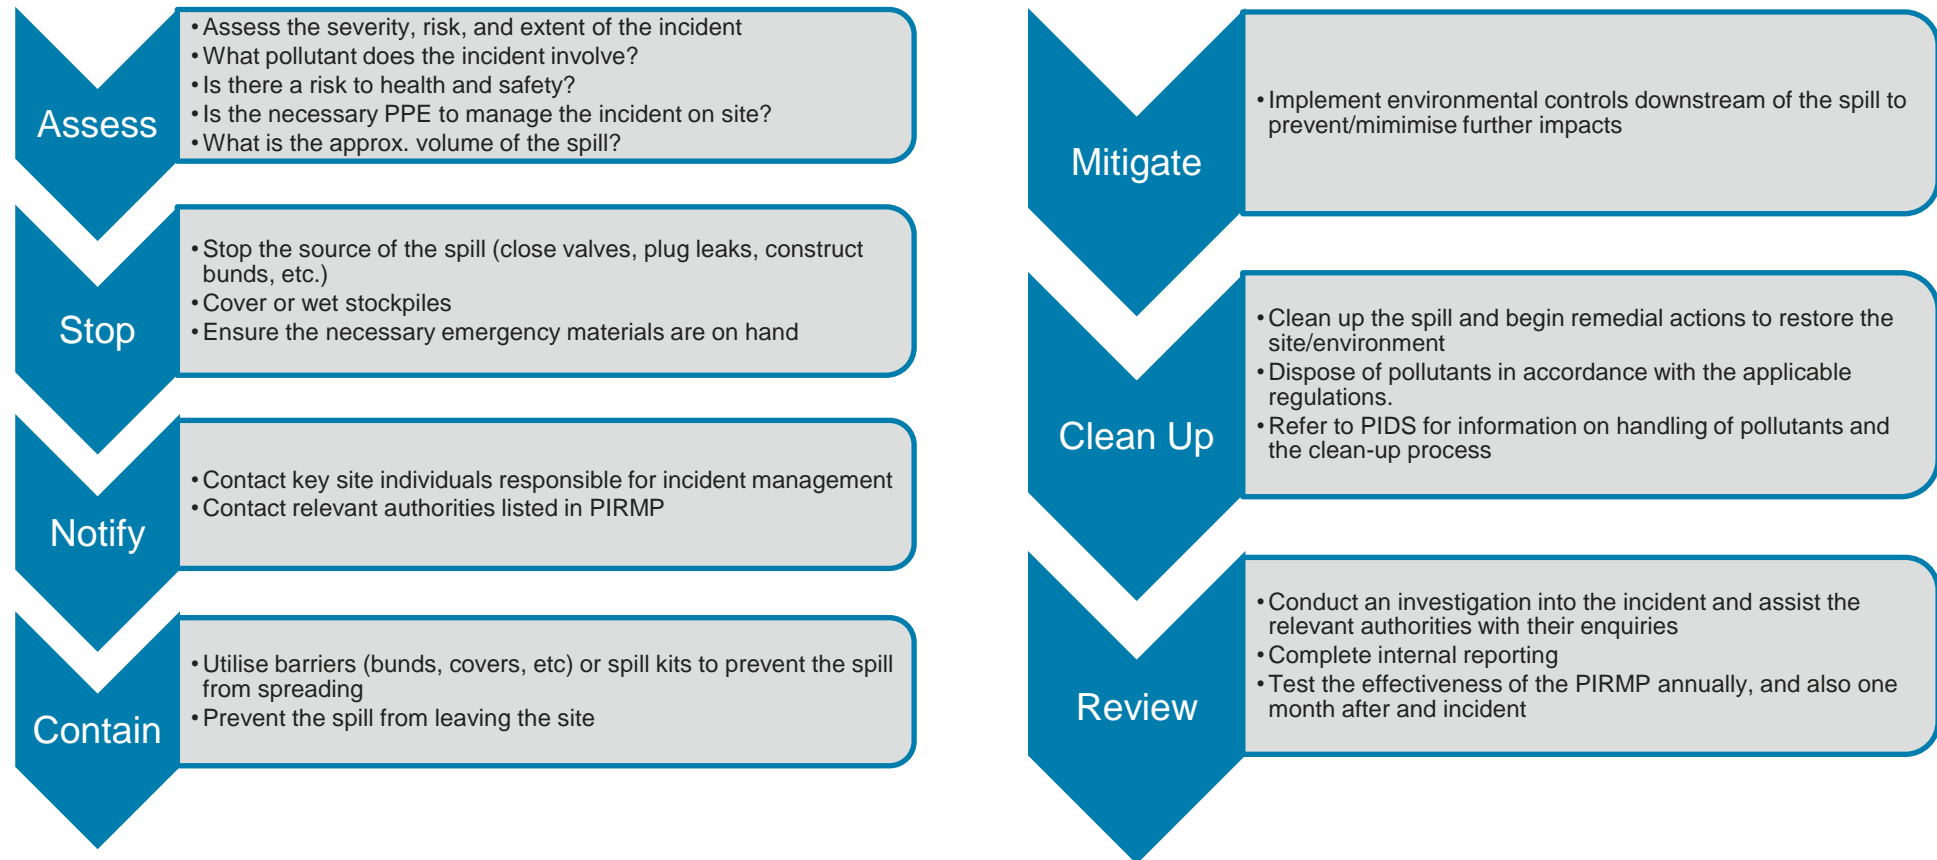 Assess
• Assess the severity, risk, and extent of the incident
• What pollutant does the incident involve?
• Is there a risk to health and safety?
• Is the necessary PPE to manage the incident on site?
• What is the approx. volume of the spill?
Stop
• Stop the source of the spill (close valves, plug leaks, construct
bunds, etc.)
• Cover or wet stockpiles
• Ensure the necessary emergency materials are on hand
Notify
• Contact key site individuals responsible for incident management
• Contact relevant authorities listed in PIRMP
Contain
• Utilise barriers (bunds, covers, etc) or spill kits to prevent the spill
from spreading
• Prevent the spill from leaving the site
Mitigate
• Implement environmental controls downstream of the spill to
prevent/mimimise further impacts
Clean Up
• Clean up the spill and begin remedial actions to restore the
site/environment
• Dispose of pollutants in accordance with the applicable
regulations.
• Refer to PIDS for information on handling of pollutants and
the clean-up process
Review
• Conduct an investigation into the incident and assist the
relevant authorities with their enquiries
• Complete internal reporting
• Test the effectiveness of the PIRMP annually, and also one
month after and incident